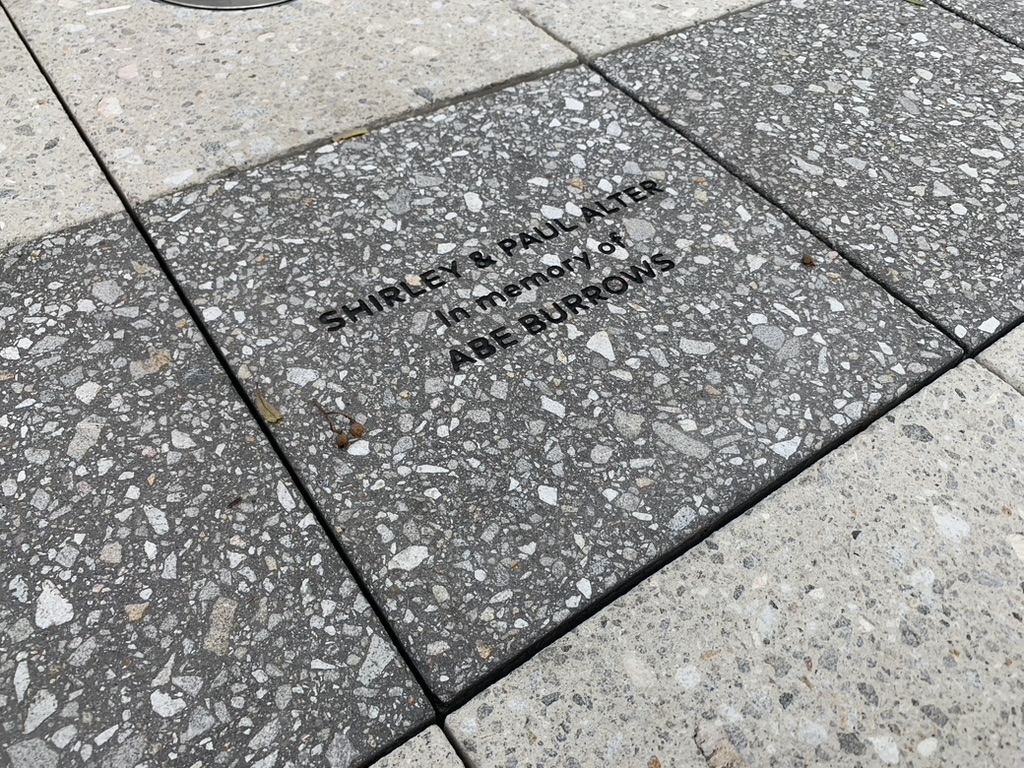 SHIRLEY & PAUL ALTER
In memory of
ABE BURROWS